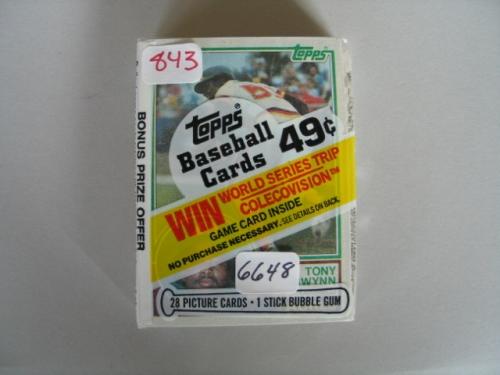 843
Topps
Topps
Baseball
Cards 49¢
WIN WORLD SERIES TRIP
COLECOVISION™
GAME CARD INSIDE
NO PURCHASE NECESSARY. SEE DETAILS ON BACK.
BONUS PRIZE OFFER
6648
TONY
WYNN
28 PICTURE CARDS • 1 STICK BUBBLE GUM